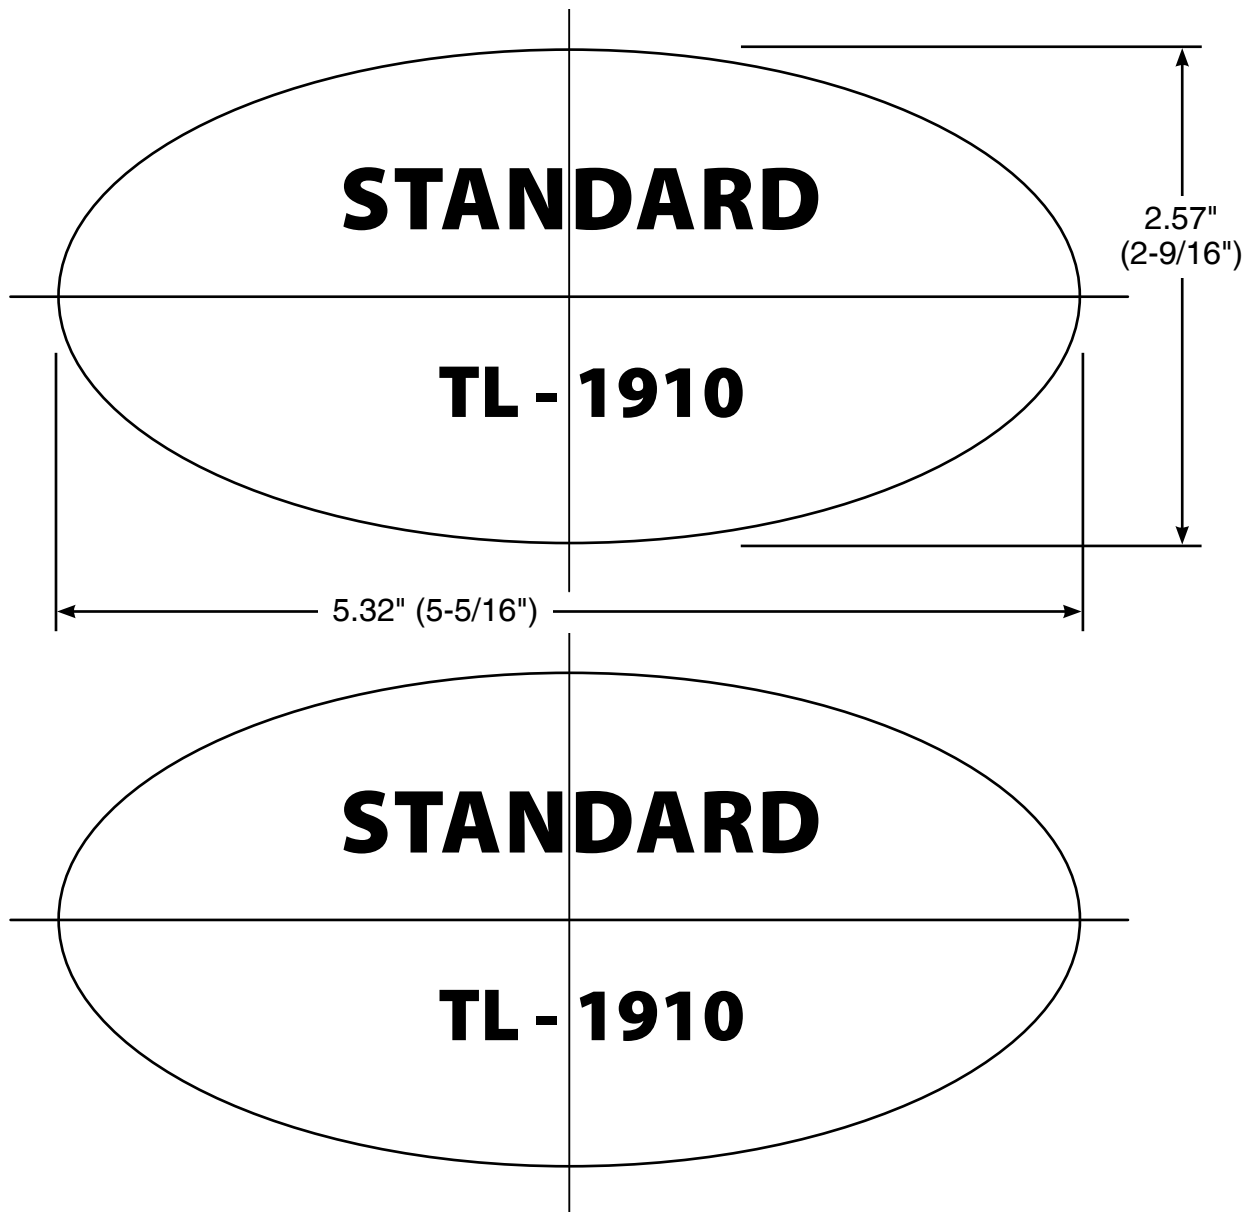 STANDARD
2.57"
(2-9/16")
TL - 1910
5.32" (5-5/16")
STANDARD
TL - 1910